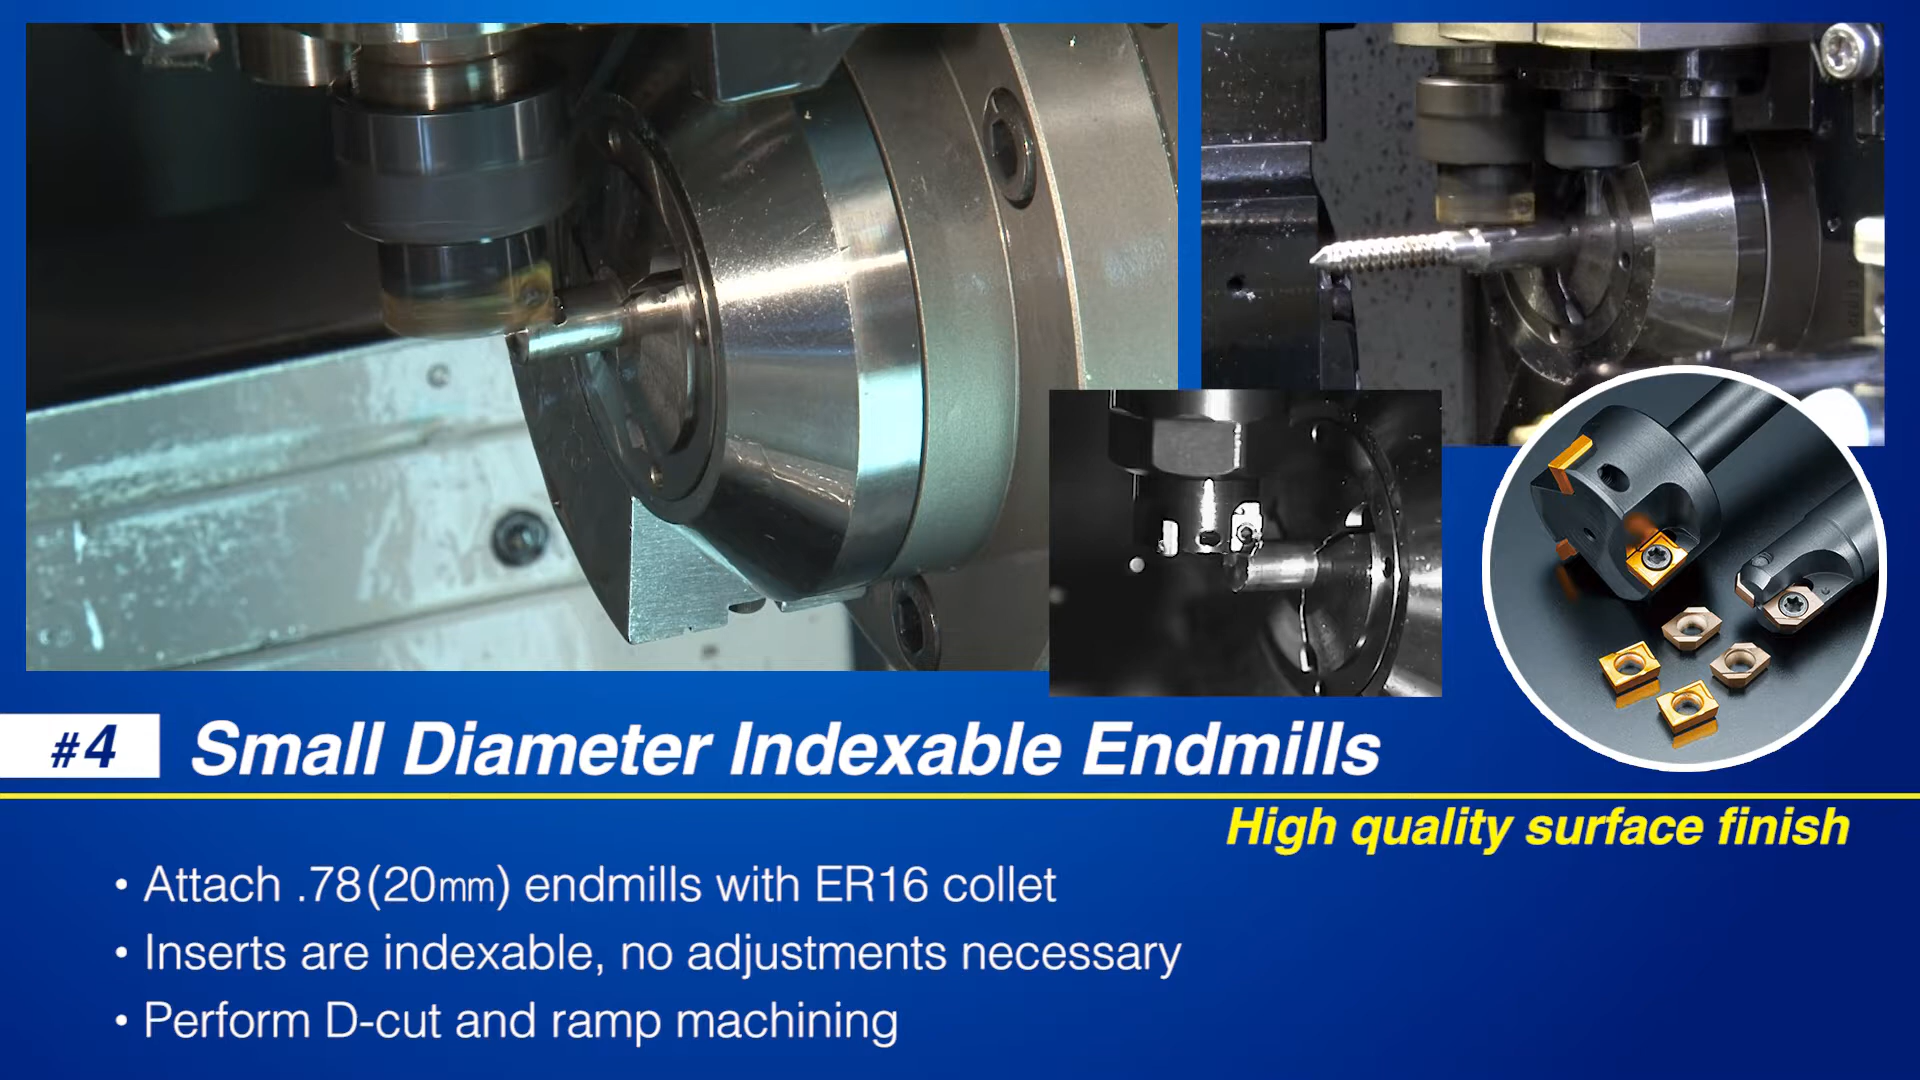 #4
Small Diameter Indexable Endmills
High quality surface finish
• Attach .78(20mm) endmills with ER16 collet
• Inserts are indexable, no adjustments necessary
• Perform D-cut and ramp machining